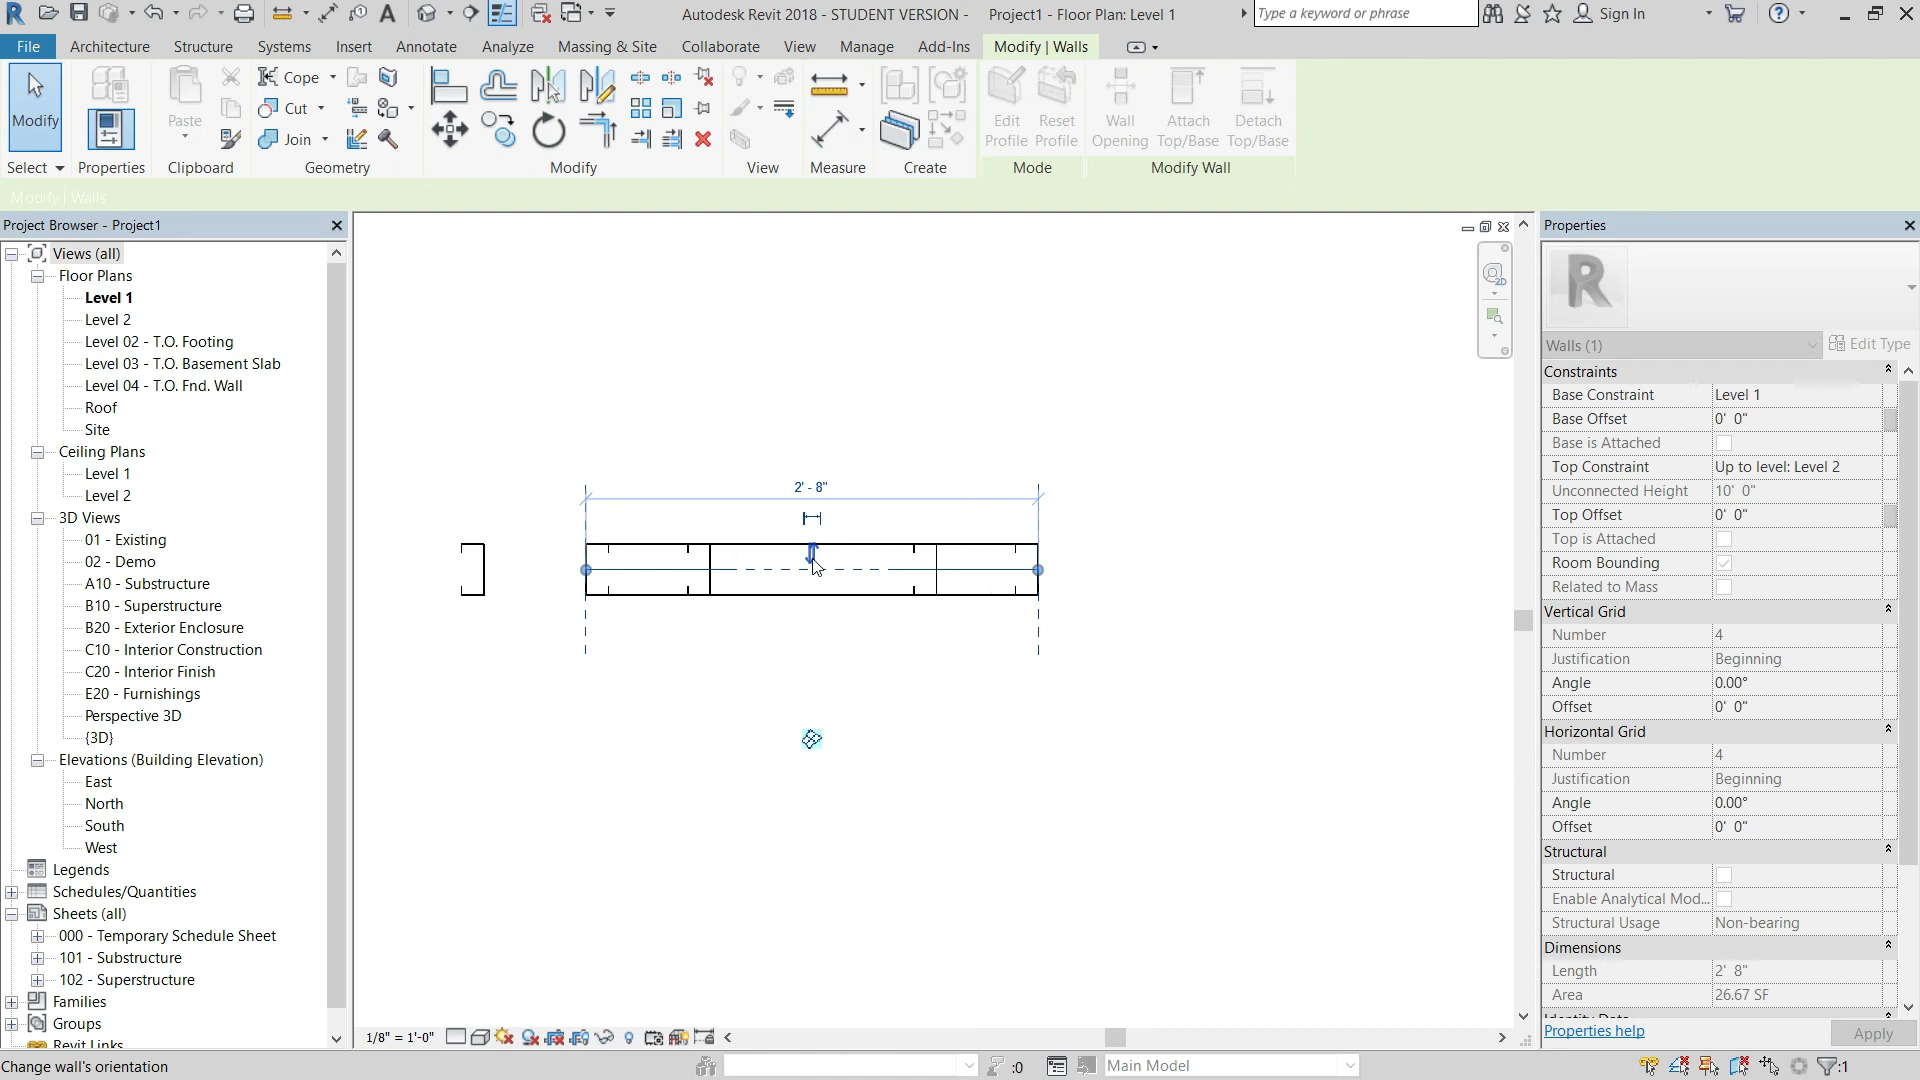 Autodesk Revit 2018 - STUDENT VERSION - Project1 - Floor Plan: Level 1
Type a keyword or phrase
Sign In
File Architecture Structure Systems Insert Annotate Analyze Massing & Site Collaborate View Manage Add-Ins Modify | Walls
Modify
Paste
Cope
Cut
Join
Edit Profile
Reset Profile
Wall Opening
Attach Top/Base
Detach Top/Base
Select Properties Clipboard Geometry Modify View Measure Create Mode Modify Wall
Modify | Walls
Project Browser - Project1
Views (all)
Floor Plans
Level 1
Level 2
Level 02 - T.O. Footing
Level 03 - T.O. Basement Slab
Level 04 - T.O. Fnd. Wall
Roof
Site
Ceiling Plans
Level 1
Level 2
3D Views
01 - Existing
02 - Demo
A10 - Substructure
B10 - Superstructure
B20 - Exterior Enclosure
C10 - Interior Construction
C20 - Interior Finish
E20 - Furnishings
Perspective 3D
{3D}
Elevations (Building Elevation)
East
North
South
West
Legends
Schedules/Quantities
Sheets (all)
000 - Temporary Schedule Sheet
101 - Substructure
102 - Superstructure
Families
Groups
Revit Links
2' - 8"
2D
1/8" = 1'-0"
Properties
R
Walls (1)
Edit Type
Constraints
Base Constraint Level 1
Base Offset 0' 0"
Base is Attached
Top Constraint Up to level: Level 2
Unconnected Height 10' 0"
Top Offset 0' 0"
Top is Attached
Room Bounding
Related to Mass
Vertical Grid
Number 4
Justification Beginning
Angle 0.00°
Offset 0' 0"
Horizontal Grid
Number 4
Justification Beginning
Angle 0.00°
Offset 0' 0"
Structural
Structural
Enable Analytical Mod...
Structural Usage Non-bearing
Dimensions
Length 2' 8"
Area 26.67 SF
Identity Data
Properties help
Apply
Change wall's orientation
:0
Main Model
:1